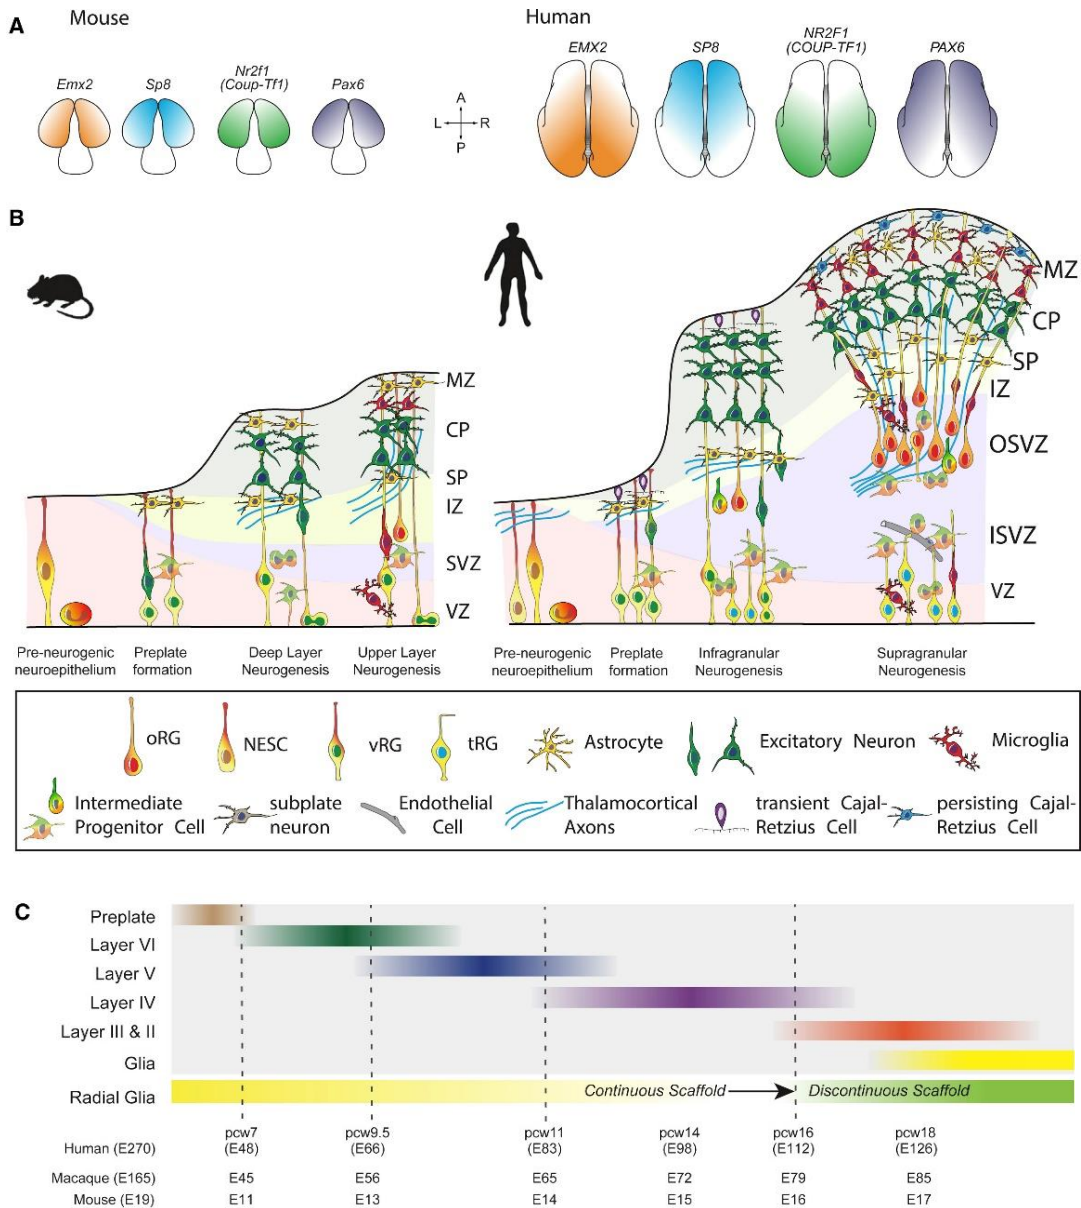 A
Mouse
Human
Emx2
Sp8
Nr2f1
(Coup-Tf1)
Pax6
A
L
R
P
EMX2
SP8
NR2F1
(COUP-TF1)
PAX6
B
MZ
CP
SP
IZ
SVZ
VZ
MZ
CP
SP
IZ
OSVZ
ISVZ
VZ
Pre-neurogenic
neuroepithelium
Preplate
formation
Deep Layer
Neurogenesis
Upper Layer
Neurogenesis
Pre-neurogenic
neuroepithelium
Preplate
formation
Infragranular
Neurogenesis
Supragranular
Neurogenesis
oRG
NESC
vRG
tRG
Astrocyte
Excitatory Neuron
Microglia
Intermediate
Progenitor Cell
subplate
neuron
Endothelial
Cell
Thalamocortical
Axons
transient Cajal-
Retzius Cell
persisting Cajal-
Retzius Cell
C
Preplate
Layer VI
Layer V
Layer IV
Layer III & II
Glia
Radial Glia
Continuous Scaffold
Discontinuous Scaffold
pcw7 pcw9.5 pcw11 pcw14 pcw16 pcw18
Human (E270) (E48) (E66) (E83) (E98) (E112) (E126)
Macaque (E165) E45 E56 E65 E72 E79 E85
Mouse (E19) E11 E13 E14 E15 E16 E17